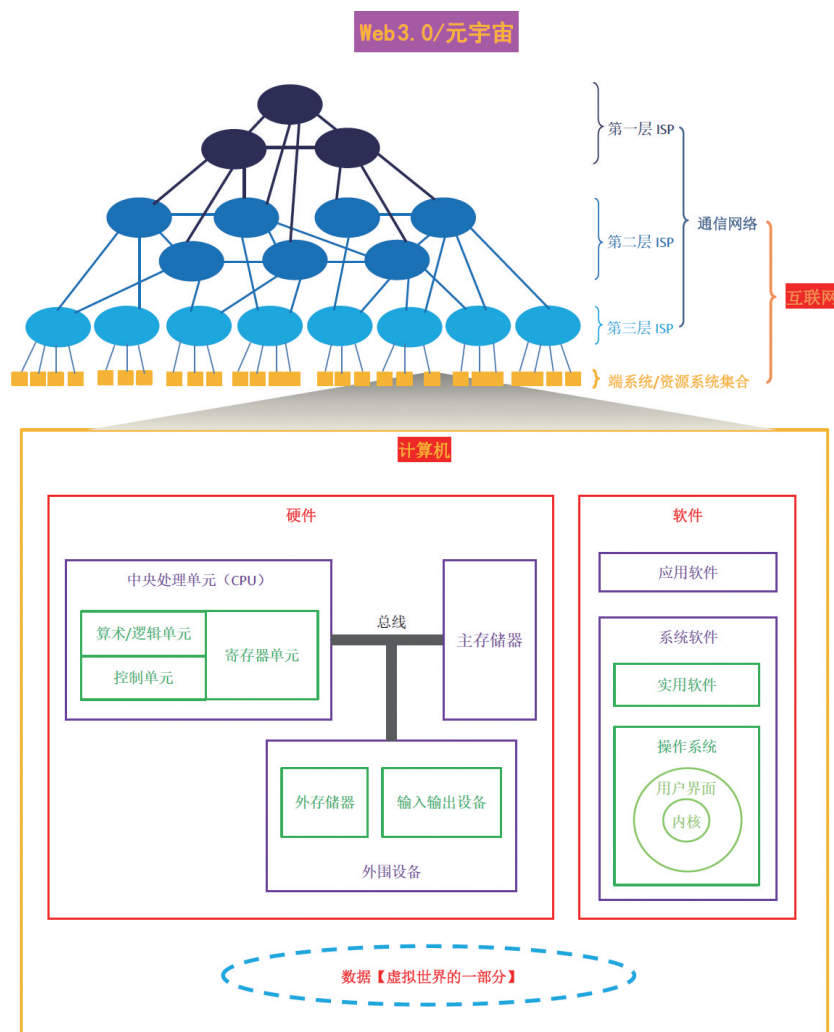 Web3.0/元宇宙
第一层 ISP
通信网络
第二层 ISP
互联网
第三层 ISP
端系统/资源系统集合
计算机
硬件
软件
中央处理单元（CPU）
应用软件
算术/逻辑单元
寄存器单元
控制单元
总线
主存储器
系统软件
实用软件
操作系统
用户界面
内核
外存储器
输入输出设备
外围设备
数据【虚拟世界的一部分】